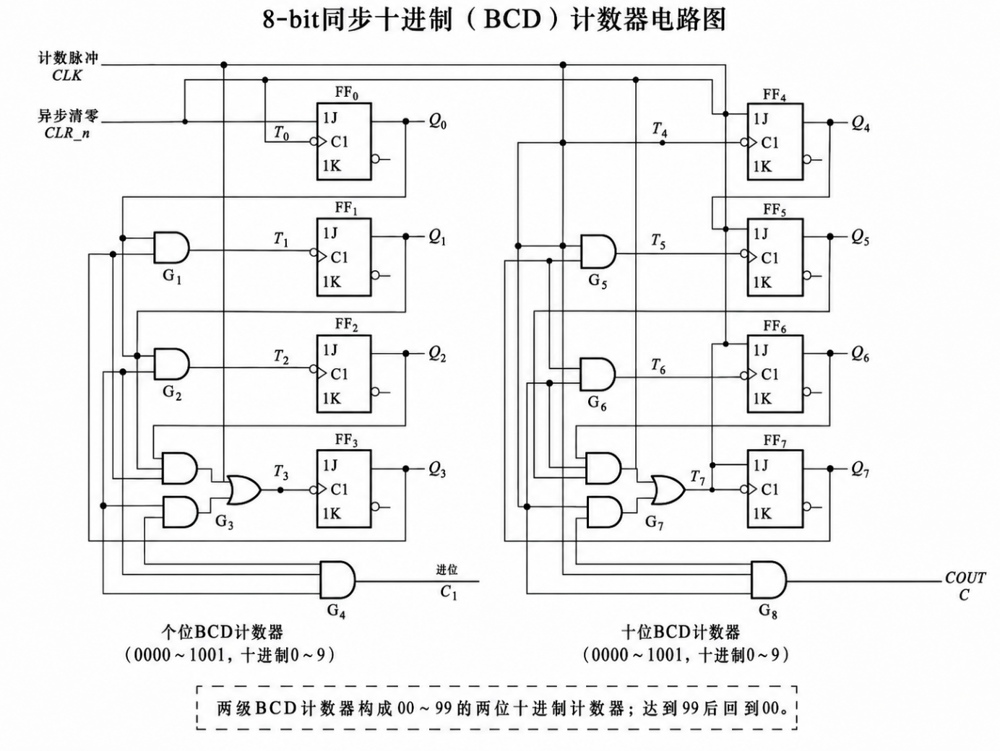 8-bit同步十进制（BCD）计数器电路图
计数脉冲
CLK
异步清零
CLR_n
FF0
1J
C1
1K
T0
Q0
FF1
1J
C1
1K
T1
Q1
G1
FF2
1J
C1
1K
T2
Q2
G2
FF3
1J
C1
1K
T3
Q3
G3
进位
C1
G4
个位BCD计数器
（0000～1001，十进制0～9）
FF4
1J
C1
1K
T4
Q4
FF5
1J
C1
1K
T5
Q5
G5
FF6
1J
C1
1K
T6
Q6
G6
FF7
1J
C1
1K
T7
Q7
G7
COUT
C
G8
十位BCD计数器
（0000～1001，十进制0～9）
两级BCD计数器构成00～99的两位十进制计数器；达到99后回到00。